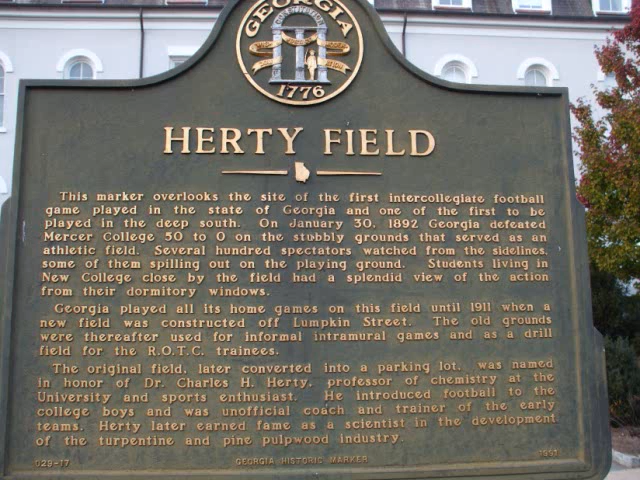 GEORGIA
CONSTITUTION
1776
HERTY FIELD
This marker overlooks the site of the first intercollegiate football
game played in the state of Georgia and one of the first to be
played in the deep south. On January 30, 1892 Georgia defeated
Mercer College 50 to 0 on the stubbly grounds that served as an
athletic field. Several hundred spectators watched from the sidelines,
some of them spilling out on the playing ground. Students living in
New College close by the field had a splendid view of the action
from their dormitory windows.
Georgia played all its home games on this field until 1911 when a
new field was constructed off Lumpkin Street. The old grounds
were thereafter used for informal intramural games and as a drill
field for the R.O.T.C. trainees.
The original field, later converted into a parking lot, was named
in honor of Dr. Charles H. Herty, professor of chemistry at the
University and sports enthusiast. He introduced football to the
college boys and was unofficial coach and trainer of the early
teams. Herty later earned fame as a scientist in the development
of the turpentine and pine pulpwood industry.
029-17 GEORGIA HISTORIC MARKER 1991